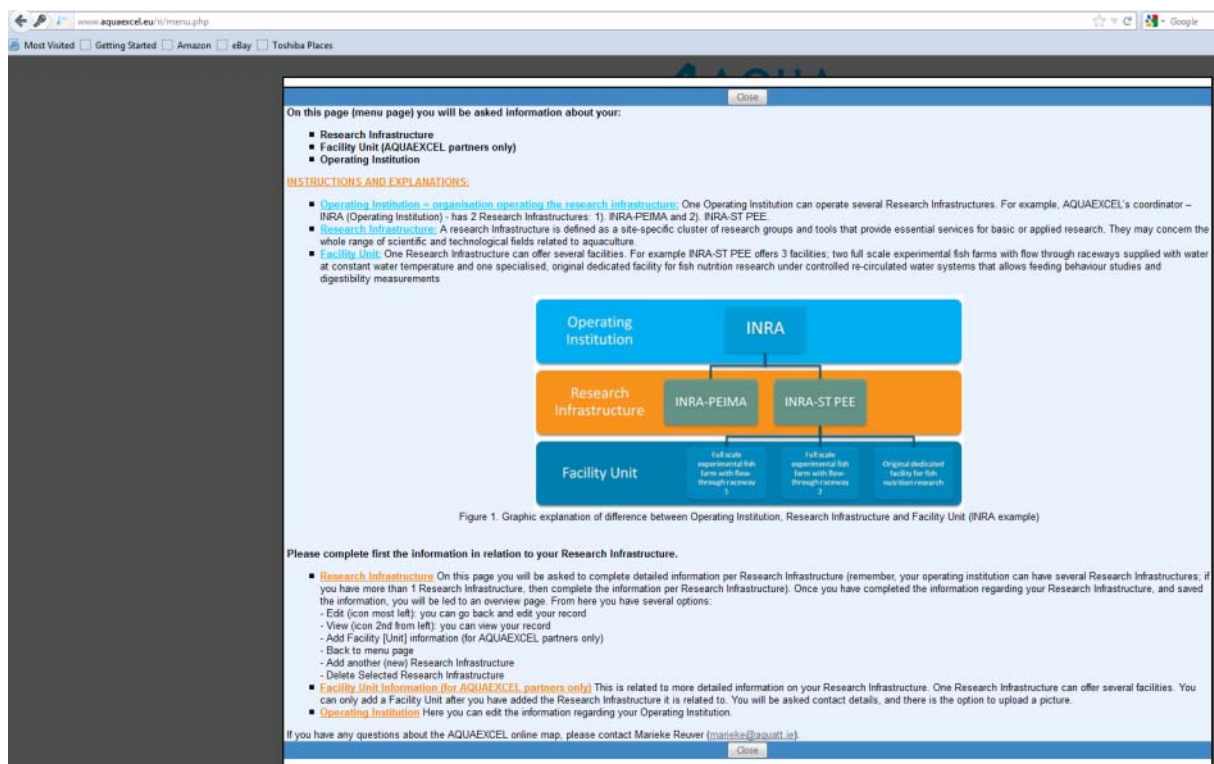 www.aquaexcel.eu/ri/menu.php
Google
Most Visited Getting Started Amazon eBay Toshiba Places
AQUA
Close
On this page (menu page) you will be asked information about your:
Research Infrastructure
Facility Unit (AQUAEXCEL partners only)
Operating Institution
INSTRUCTIONS AND EXPLANATIONS:
Operating Institution – organisation operating the research infrastructure: One Operating Institution can operate several Research Infrastructures. For example, AQUAEXCEL's coordinator –
INRA (Operating Institution) - has 2 Research Infrastructures: 1). INRA-PEIMA and 2). INRA-ST PEE.
Research Infrastructure: A research Infrastructure is defined as a site-specific cluster of research groups and tools that provide essential services for basic or applied research. They may concern the
whole range of scientific and technological fields related to aquaculture.
Facility Unit: One Research Infrastructure can offer several facilities. For example INRA-ST PEE offers 3 facilities; two full scale experimental fish farms with flow through raceways supplied with water
at constant water temperature and one specialised, original dedicated facility for fish nutrition research under controlled re-circulated water systems that allows feeding behaviour studies and
digestibility measurements
Operating
Institution
INRA
Research
Infrastructure
INRA-PEIMA
INRA-ST PEE
Facility Unit
Full scale
experimental fish
farm with flow-
through raceway
1
Full scale
experimental fish
farm with flow-
through raceway
2
Original dedicated
facility for fish
nutrition research
Figure 1. Graphic explanation of difference between Operating Institution, Research Infrastructure and Facility Unit (INRA example)
Please complete first the information in relation to your Research Infrastructure.
Research Infrastructure On this page you will be asked to complete detailed information per Research Infrastructure (remember, your operating institution can have several Research Infrastructures; if
you have more than 1 Research Infrastructure, then complete the information per Research Infrastructure). Once you have completed the information regarding your Research Infrastructure, and saved
the information, you will be led to an overview page. From here you have several options:
- Edit (icon most left): you can go back and edit your record
- View (icon 2nd from left): you can view your record
- Add Facility [Unit] information (for AQUAEXCEL partners only)
- Back to menu page
- Add another (new) Research Infrastructure
- Delete Selected Research Infrastructure
Facility Unit Information (for AQUAEXCEL partners only) This is related to more detailed information on your Research Infrastructure. One Research Infrastructure can offer several facilities. You
can only add a Facility Unit after you have added the Research Infrastructure it is related to. You will be asked contact details, and there is the option to upload a picture.
Operating Institution Here you can edit the information regarding your Operating Institution.
If you have any questions about the AQUAEXCEL online map, please contact Marieke Reuver (marieke@aquatt.ie).
Close